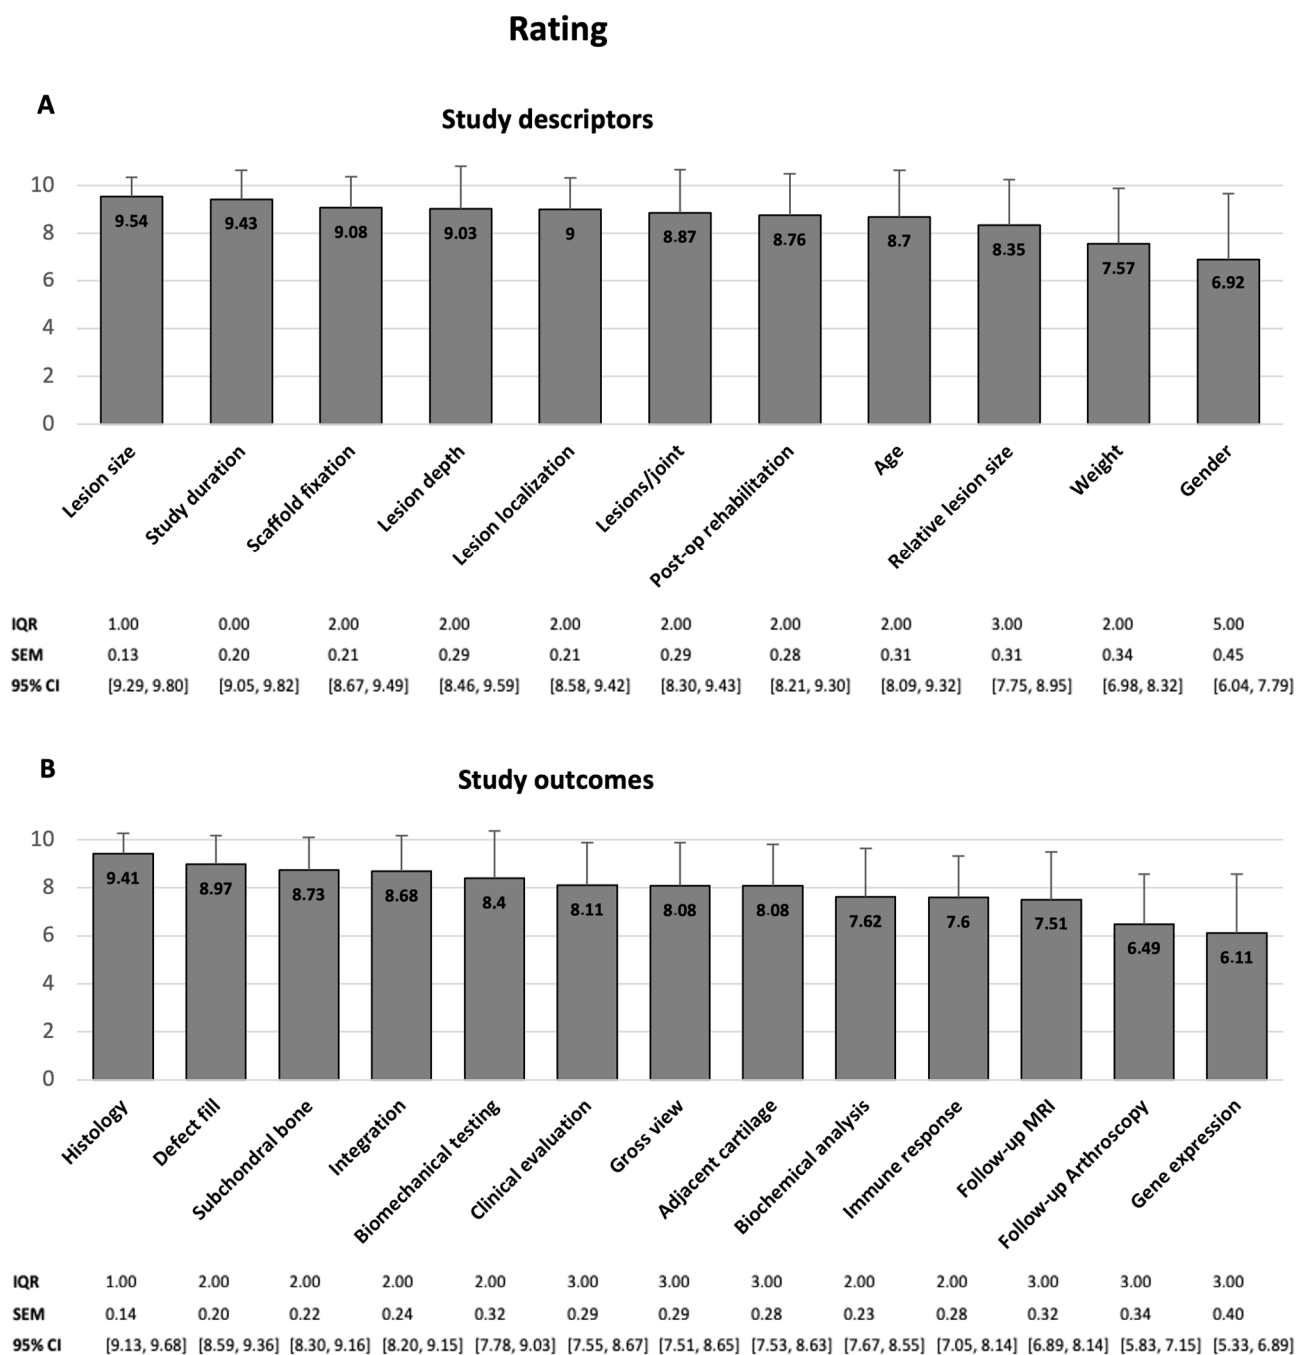 Rating
A
Study descriptors
10
8
6
4
2
0
9.54 9.43 9.08 9.03 9 8.87 8.76 8.7 8.35 7.57 6.92
Lesion size
Study duration
Scaffold fixation
Lesion depth
Lesion localization
Lesions/joint
Post-op rehabilitation
Age
Relative lesion size
Weight
Gender
IQR 1.00 0.00 2.00 2.00 2.00 2.00 2.00 2.00 3.00 2.00 5.00
SEM 0.13 0.20 0.21 0.29 0.21 0.29 0.28 0.31 0.31 0.34 0.45
95% CI [9.29, 9.80] [9.05, 9.82] [8.67, 9.49] [8.46, 9.59] [8.58, 9.42] [8.30, 9.43] [8.21, 9.30] [8.09, 9.32] [7.75, 8.95] [6.98, 8.32] [6.04, 7.79]
B
Study outcomes
10
8
6
4
2
0
9.41 8.97 8.73 8.68 8.4 8.11 8.08 8.08 7.62 7.6 7.51 6.49 6.11
Histology
Defect fill
Subchondral bone
Integration
Biomechanical testing
Clinical evaluation
Gross view
Adjacent cartilage
Biochemical analysis
Immune response
Follow-up MRI
Follow-up Arthroscopy
Gene expression
IQR 1.00 2.00 2.00 2.00 2.00 3.00 3.00 3.00 2.00 2.00 3.00 3.00 3.00
SEM 0.14 0.20 0.22 0.24 0.32 0.29 0.29 0.28 0.23 0.28 0.32 0.34 0.40
95% CI [9.13, 9.68] [8.59, 9.36] [8.30, 9.16] [8.20, 9.15] [7.78, 9.03] [7.55, 8.67] [7.51, 8.65] [7.53, 8.63] [7.67, 8.55] [7.05, 8.14] [6.89, 8.14] [5.83, 7.15] [5.33, 6.89]